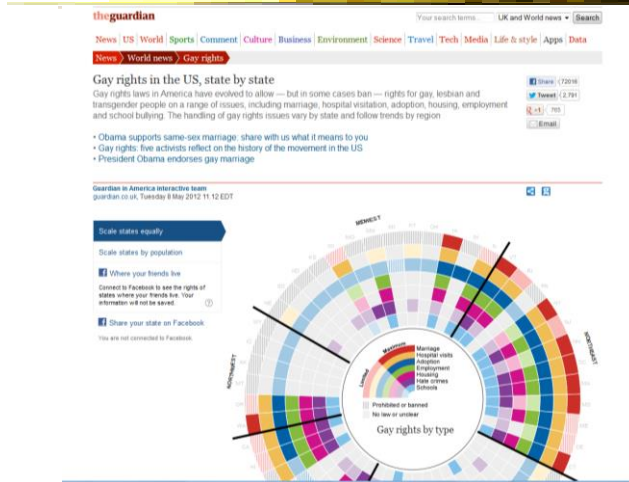 theguardian
Your search terms... UK and World news Search
News US World Sports Comment Culture Business Environment Science Travel Tech Media Life & style Apps Data
News World news Gay rights
Gay rights in the US, state by state
Gay rights laws in America have evolved to allow — but in some cases ban — rights for gay, lesbian and
transgender people on a range of issues, including marriage, hospital visitation, adoption, housing, employment
and school bullying. The handling of gay rights issues vary by state and follow trends by region
Share
Tweet 2,791
+1 765
Email
• Obama supports same-sex marriage: share with us what it means to you
• Gay rights: five activists reflect on the history of the movement in the US
• President Obama endorses gay marriage
Guardian in America interactive team
guardian.co.uk, Tuesday 8 May 2012 11.12 EDT
Scale states equally
Scale states by population
Where your friends live
Connect to Facebook to see the rights of
states where your friends live. Your
information will not be saved.
Share your state on Facebook
You are not connected to Facebook.
MIDWEST
NORTHEAST
NORTHWEST
Limited
Maximum
Marriage
Hospital visits
Adoption
Employment
Housing
Hate crimes
Schools
Prohibited or banned
No law or unclear
Gay rights by type